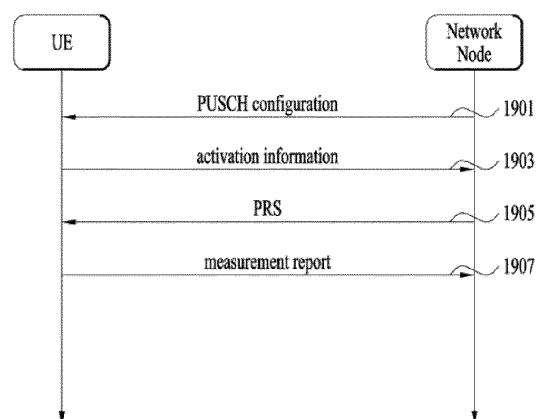 UE
Network
Node
PUSCH configuration
1901
activation information
1903
PRS
1905
measurement report
1907